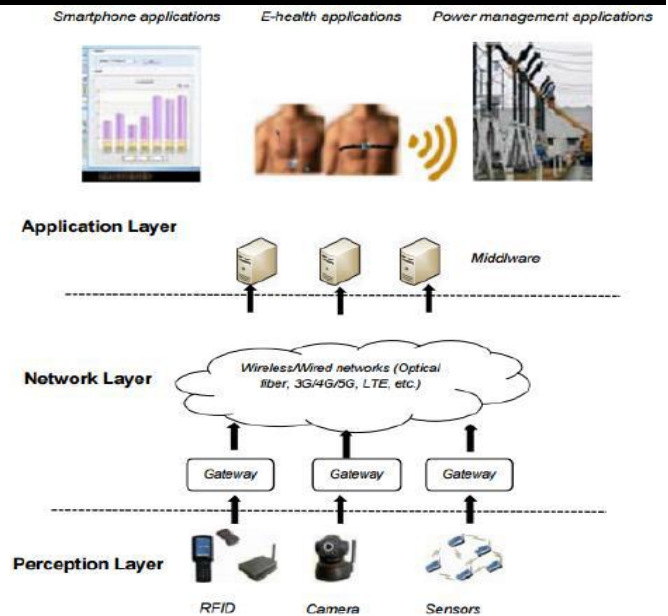 Smartphone applications
E-health applications
Power management applications
Application Layer
Middlware
Network Layer
Wireless/Wired networks (Optical
fiber, 3G/4G/5G, LTE, etc.)
Gateway
Gateway
Gateway
Perception Layer
RFID
Camera
Sensors